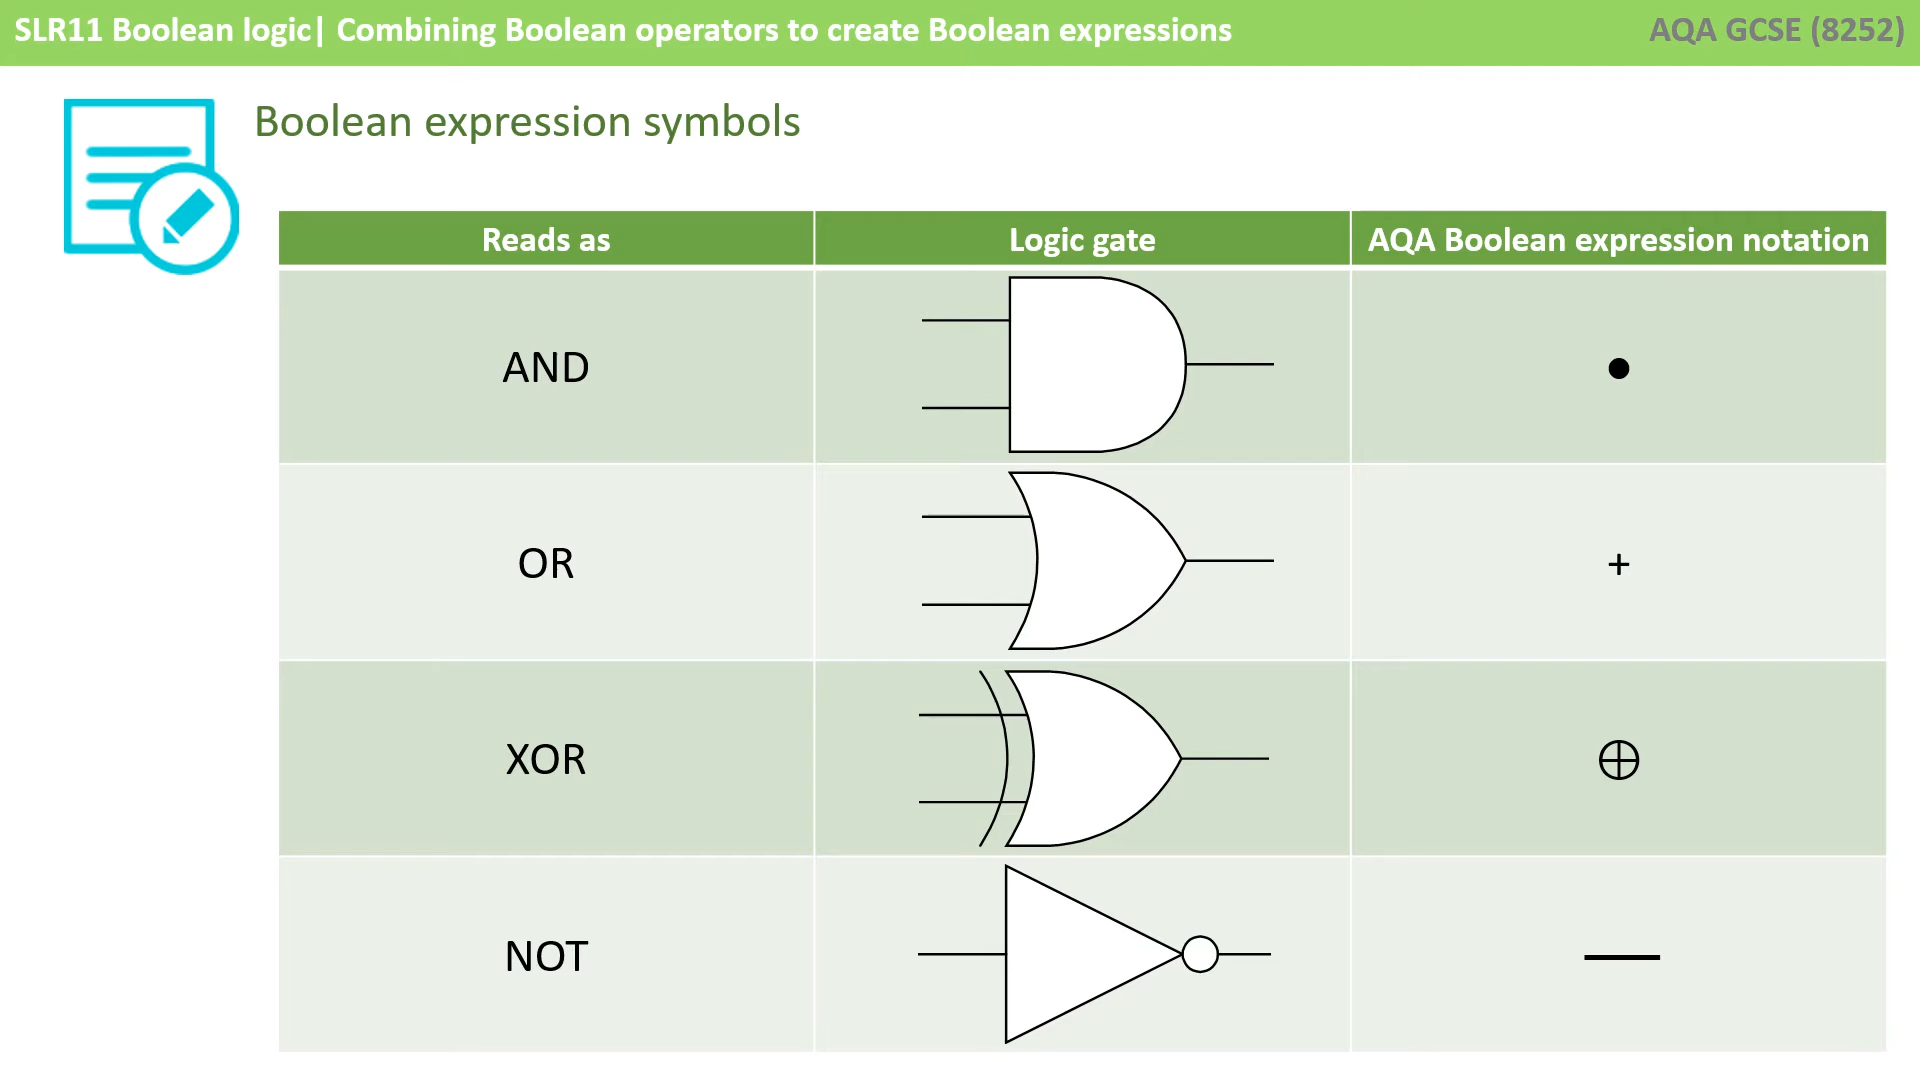 SLR11 Boolean logic| Combining Boolean operators to create Boolean expressions
AQA GCSE (8252)
Boolean expression symbols
Reads as
Logic gate
AQA Boolean expression notation
AND
●
OR
+
XOR
⊕
NOT
—